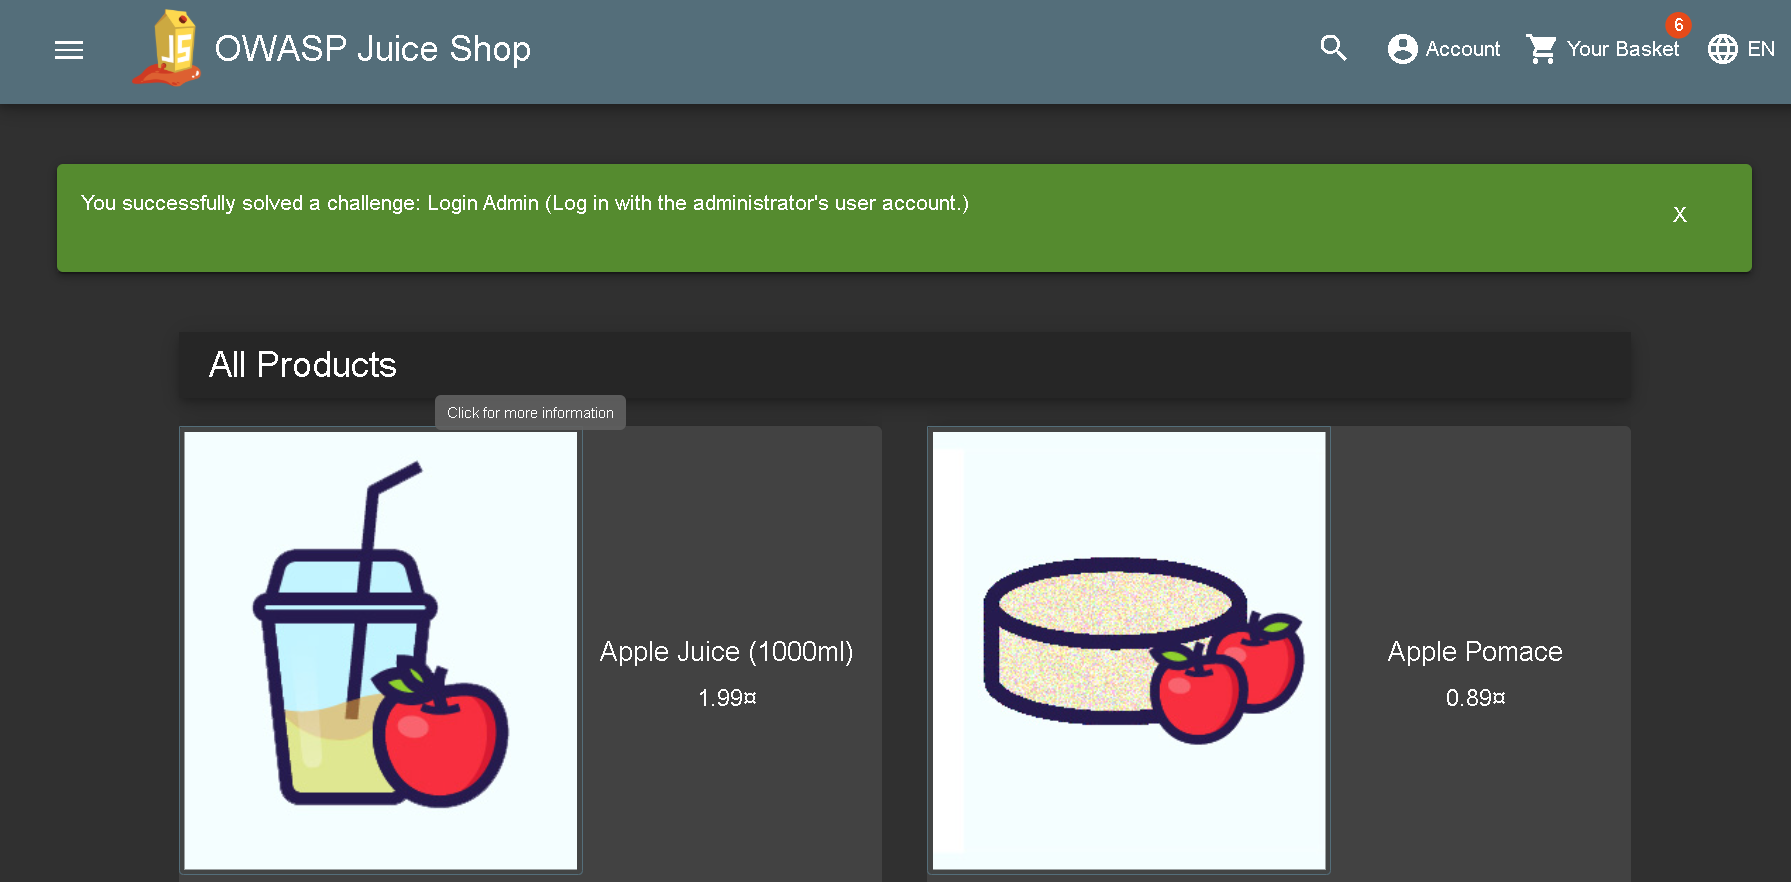 JS
OWASP Juice Shop
Account
Your Basket
6
EN
You successfully solved a challenge: Login Admin (Log in with the administrator's user account.)
X
All Products
Click for more information
Apple Juice (1000ml)
1.99¤
Apple Pomace
0.89¤